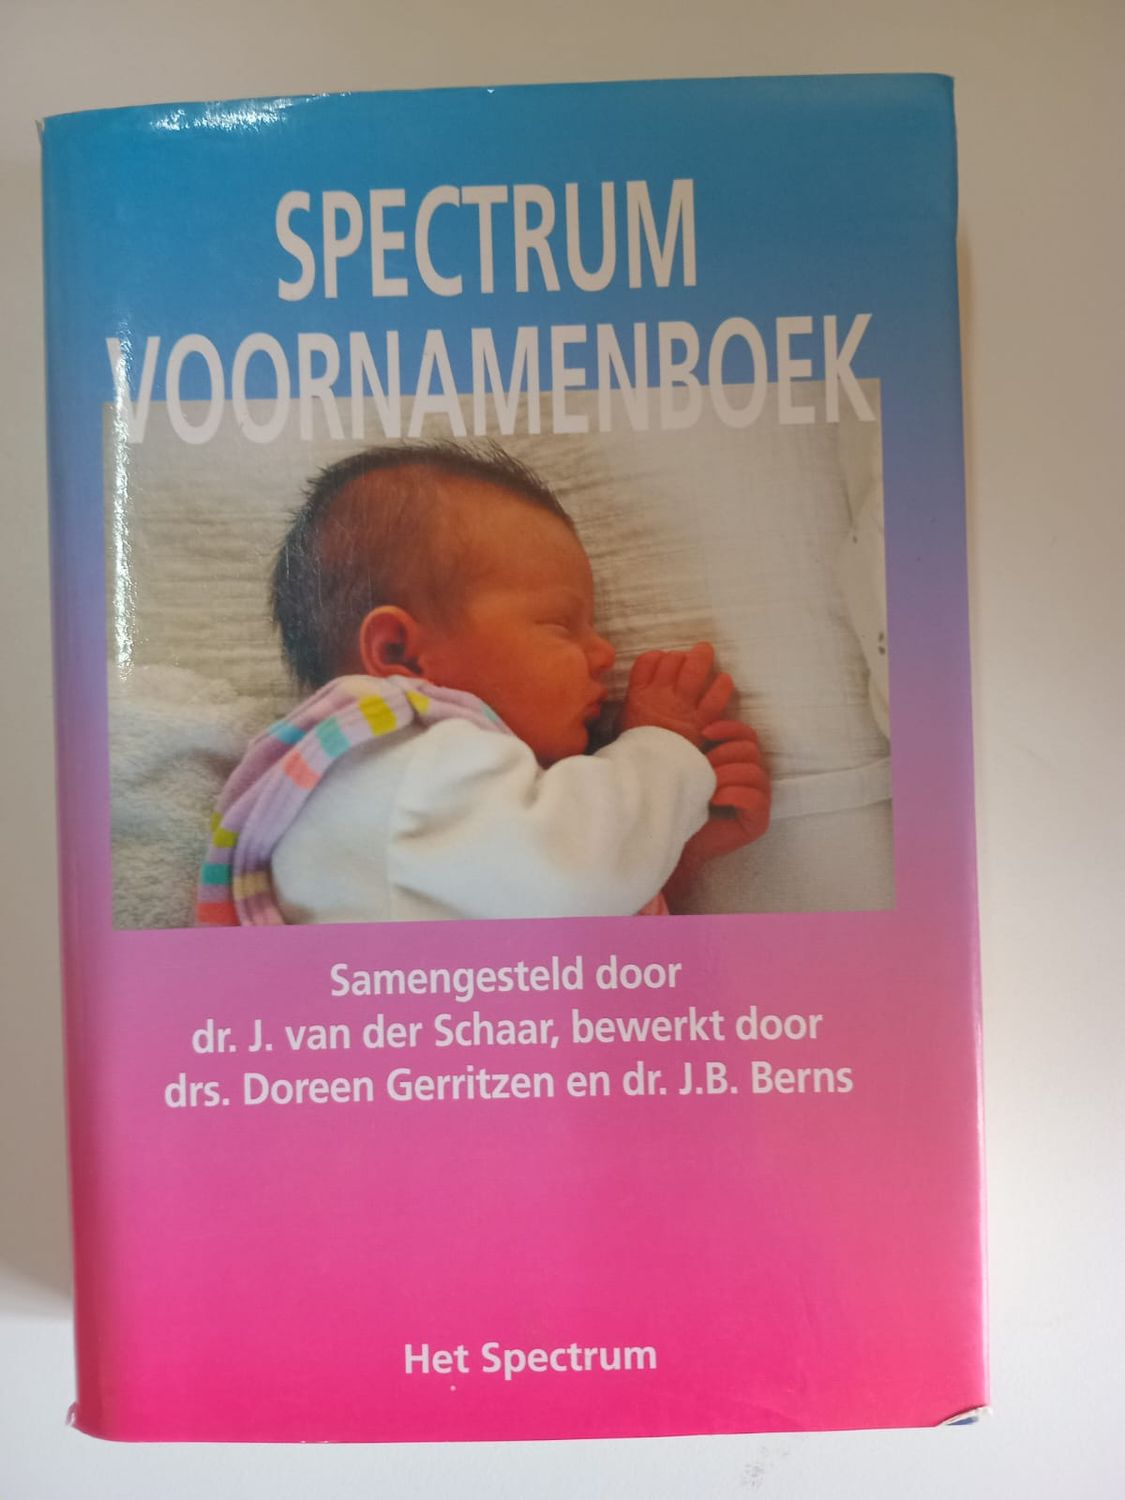 SPECTRUM
VOORNAMENBOEK
Samengesteld door
dr. J. van der Schaar, bewerkt door
drs. Doreen Gerritzen en dr. J.B. Berns
Het Spectrum